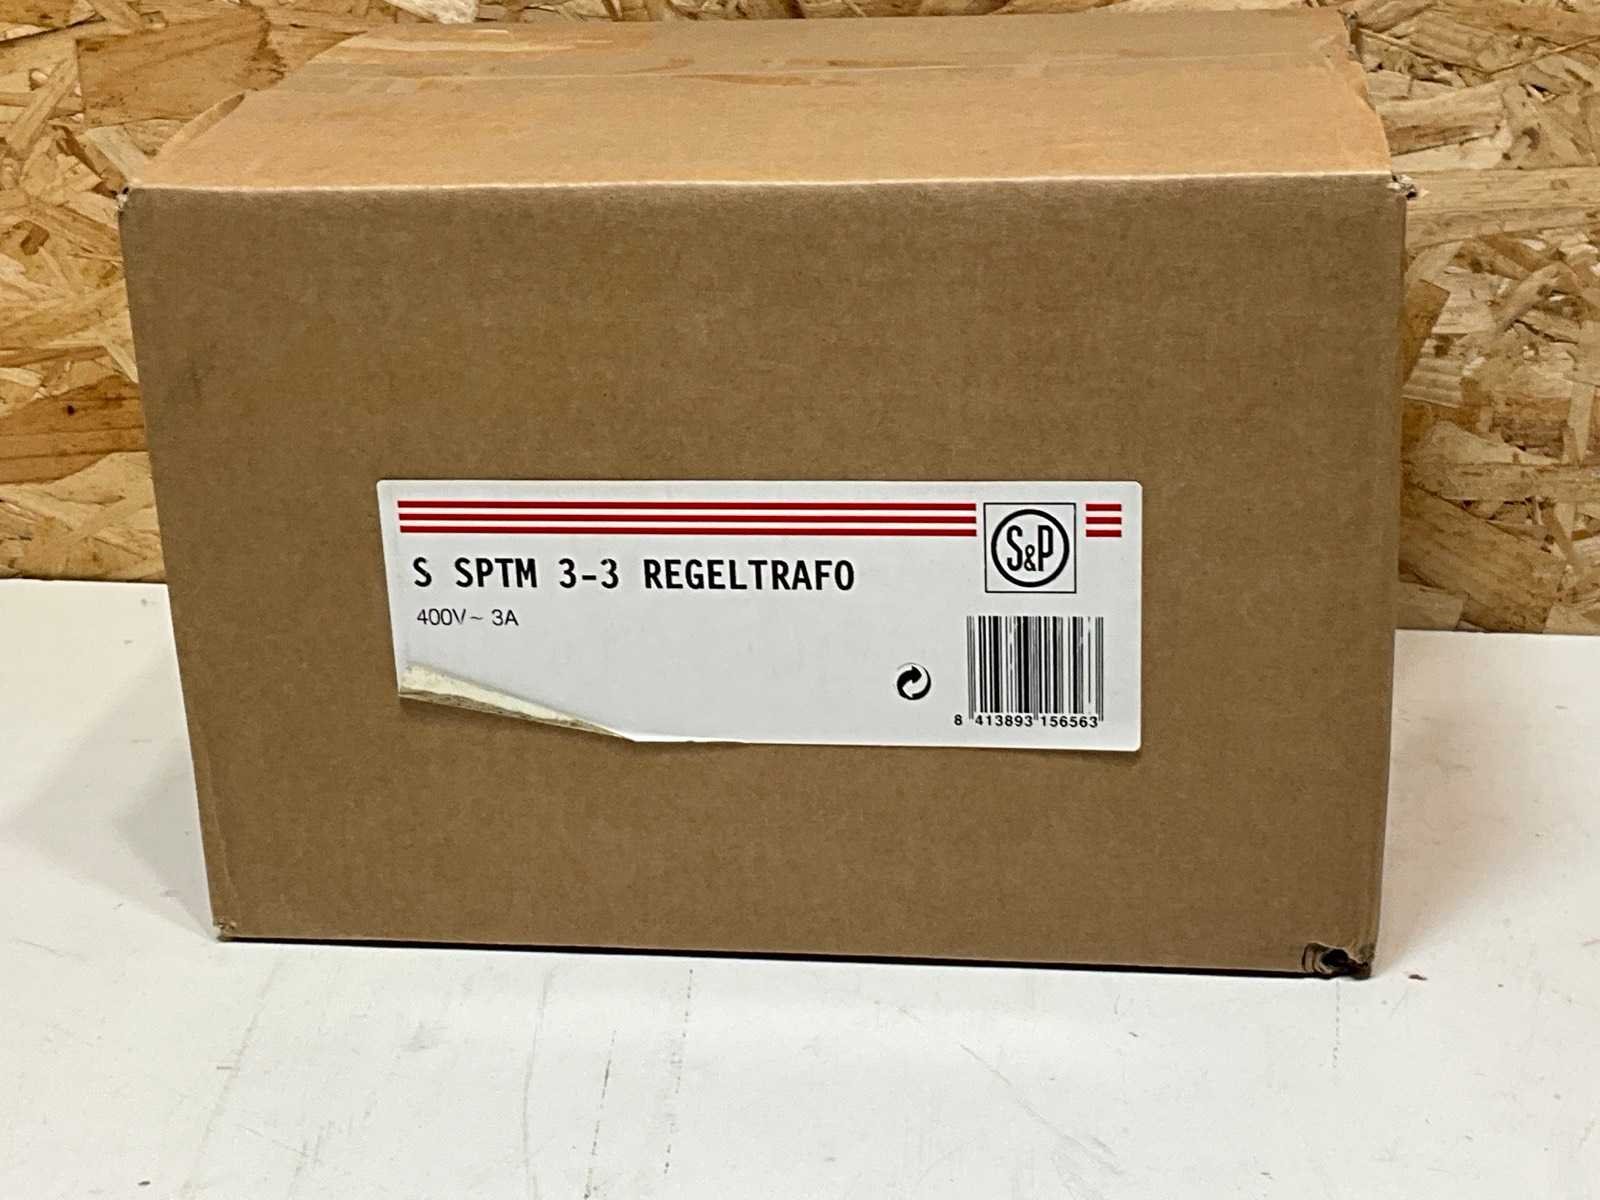 S&P
S SPTM 3-3 REGELTRAFO
400V~ 3A
8 413893 156563